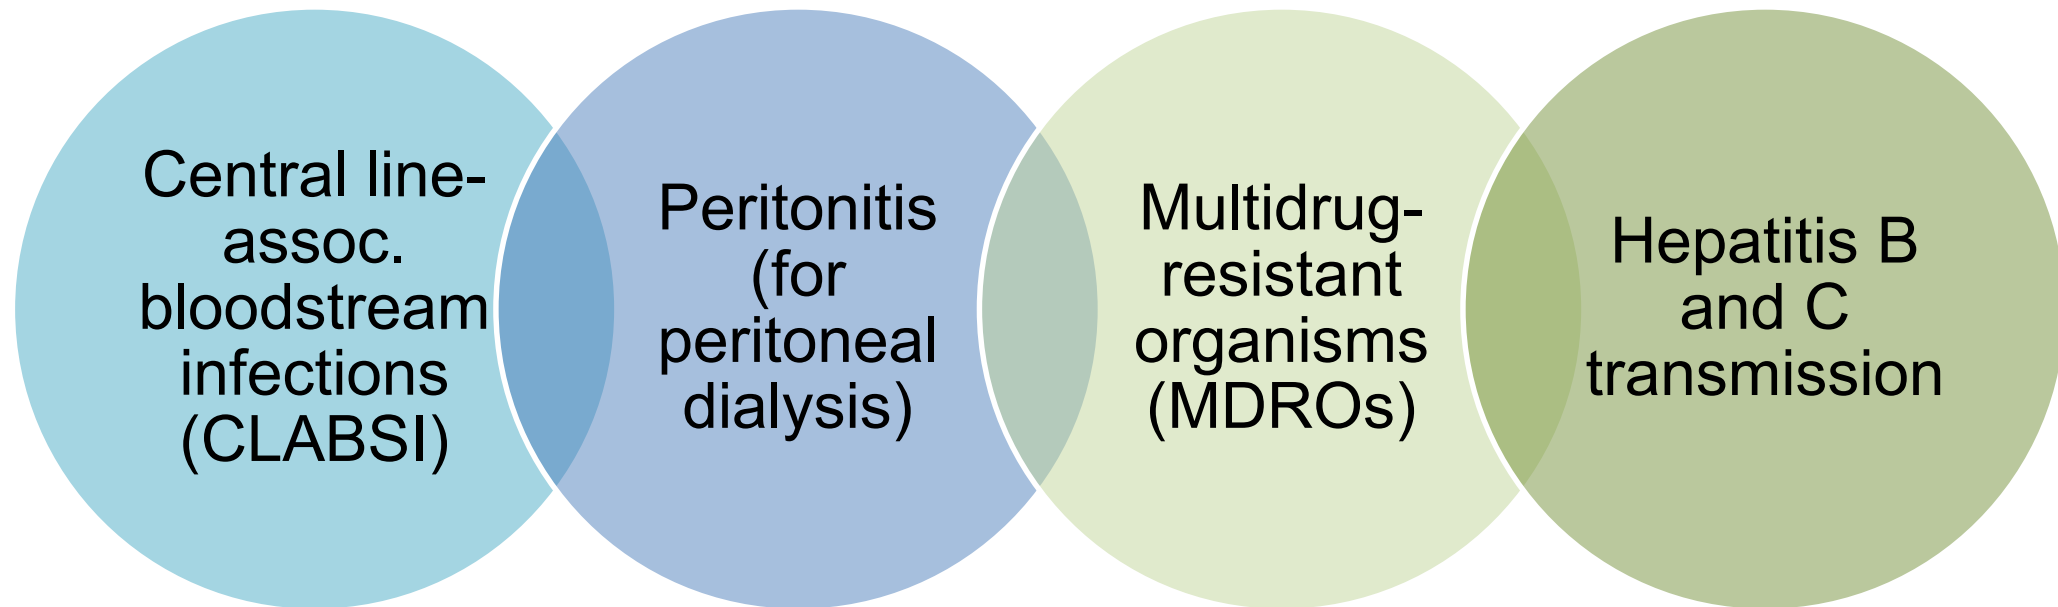 Central line-
assoc.
bloodstream
infections
(CLABSI)
Peritonitis
(for
peritoneal
dialysis)
Multidrug-
resistant
organisms
(MDROs)
Hepatitis B
and C
transmission